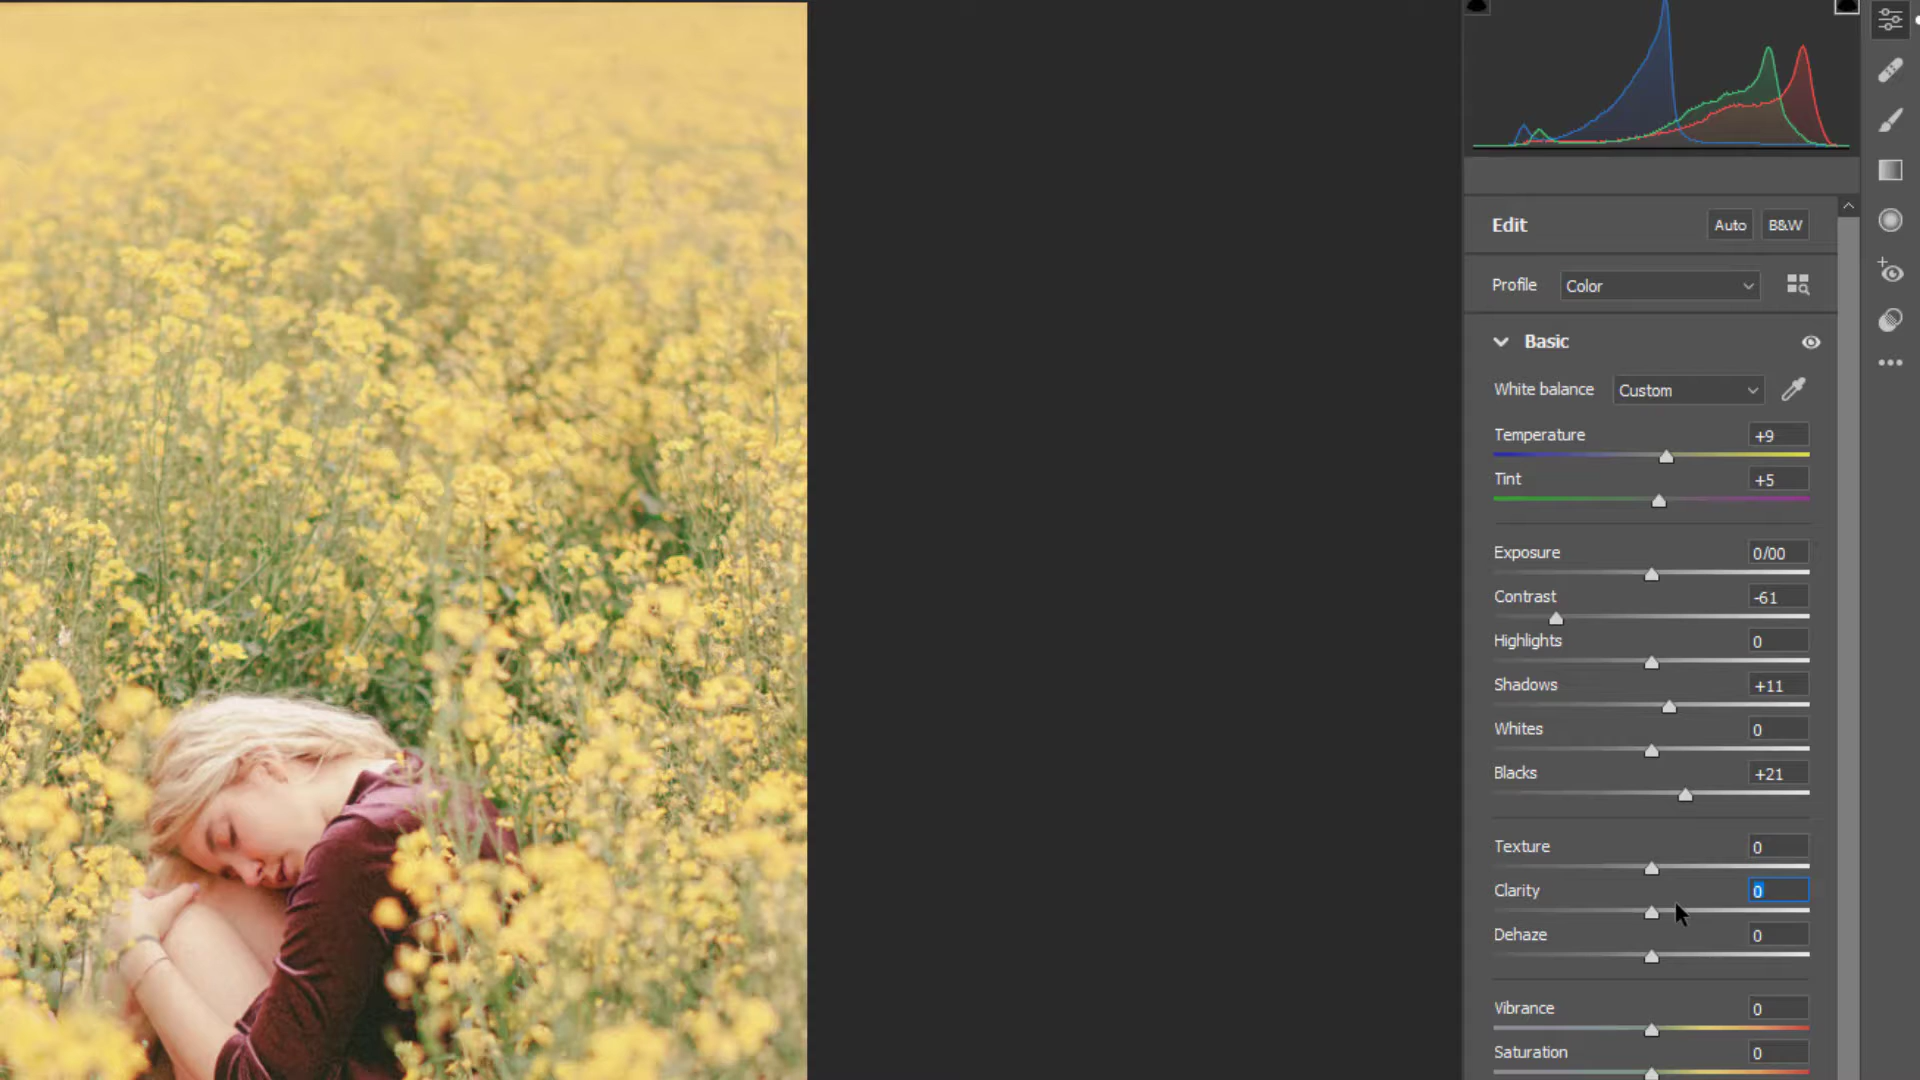 Edit Auto B&W
Profile Color
Basic
White balance Custom
Temperature +9
Tint +5
Exposure 0/00
Contrast -61
Highlights 0
Shadows +11
Whites 0
Blacks +21
Texture 0
Clarity 0
Dehaze 0
Vibrance 0
Saturation 0